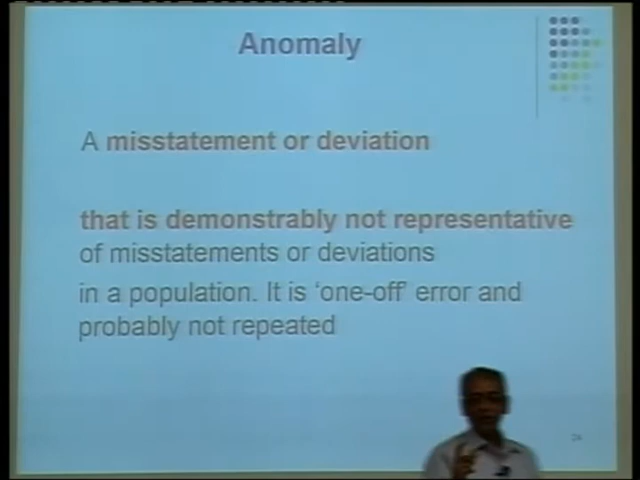 Anomaly
A misstatement or deviation
that is demonstrably not representative
of misstatements or deviations
in a population. It is ‘one-off’ error and
probably not repeated